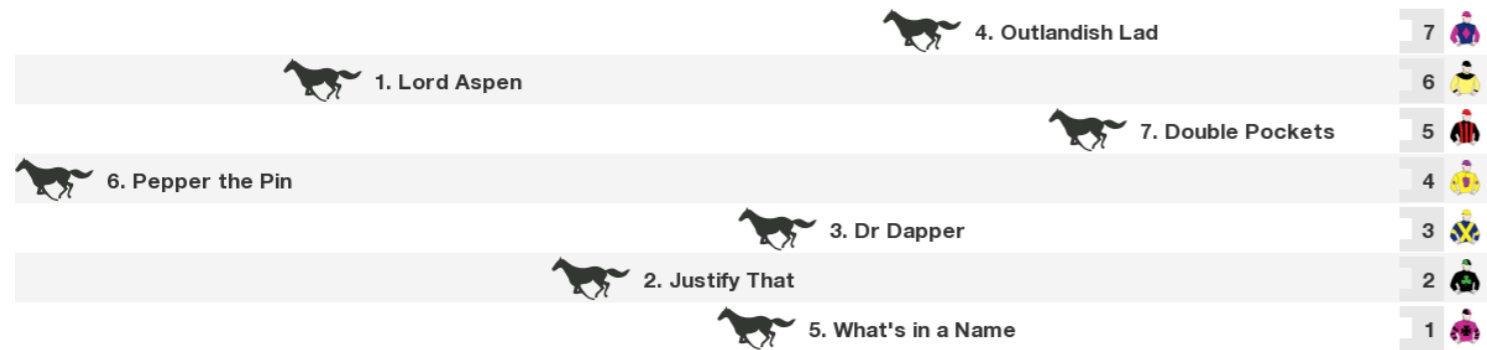 4. Outlandish Lad 7
1. Lord Aspen 6
7. Double Pockets 5
6. Pepper the Pin 4
3. Dr Dapper 3
2. Justify That 2
5. What's in a Name 1